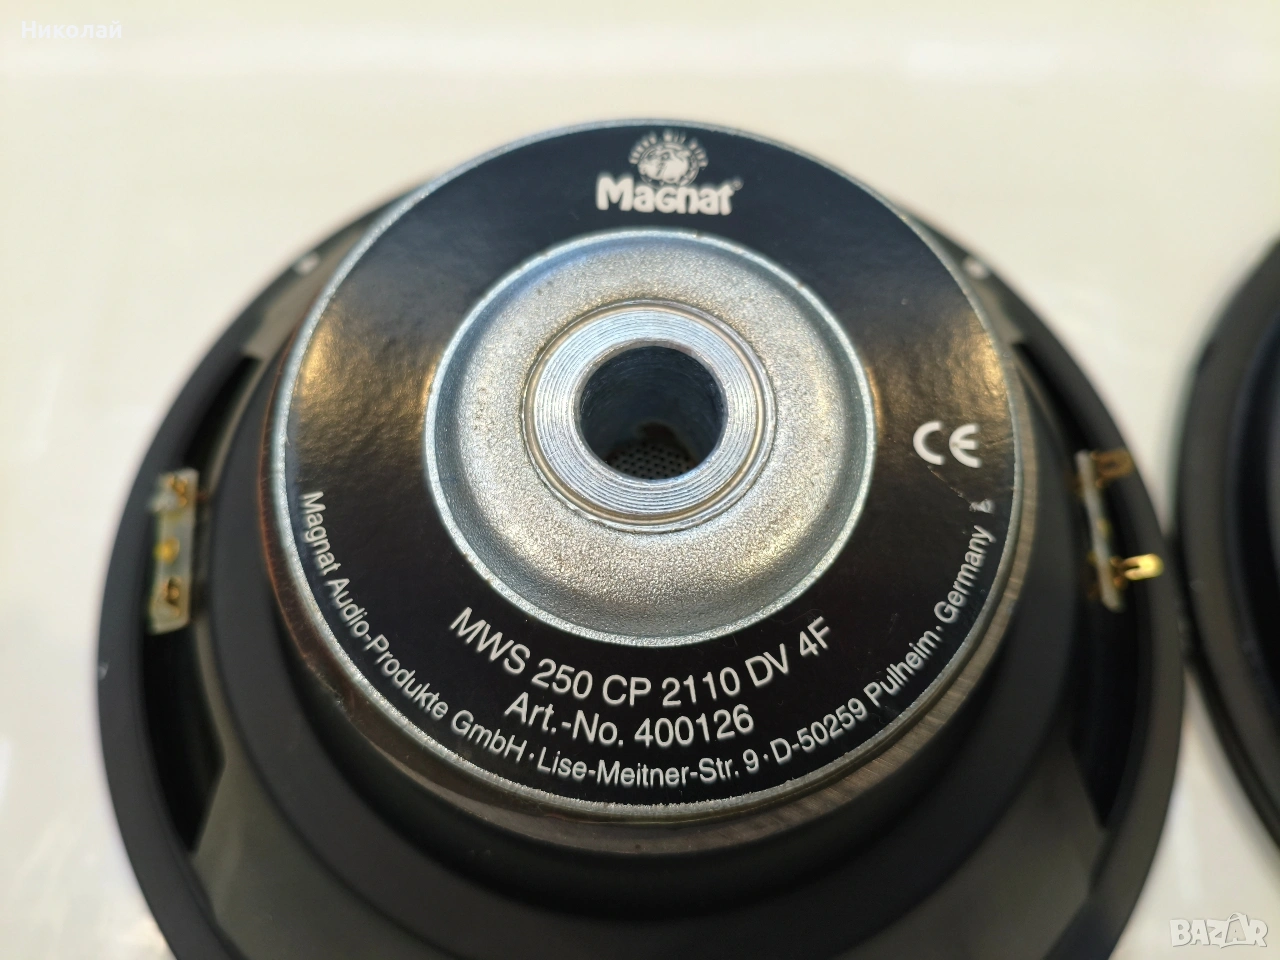 Николай
Magnat®
CE
MWS 250 CP 2110 DV 4F
Art.-No. 400126
Magnat Audio-Produkte GmbH · Lise-Meitner-Str. 9 · D-50259 Pulheim · Germany
BAZAR